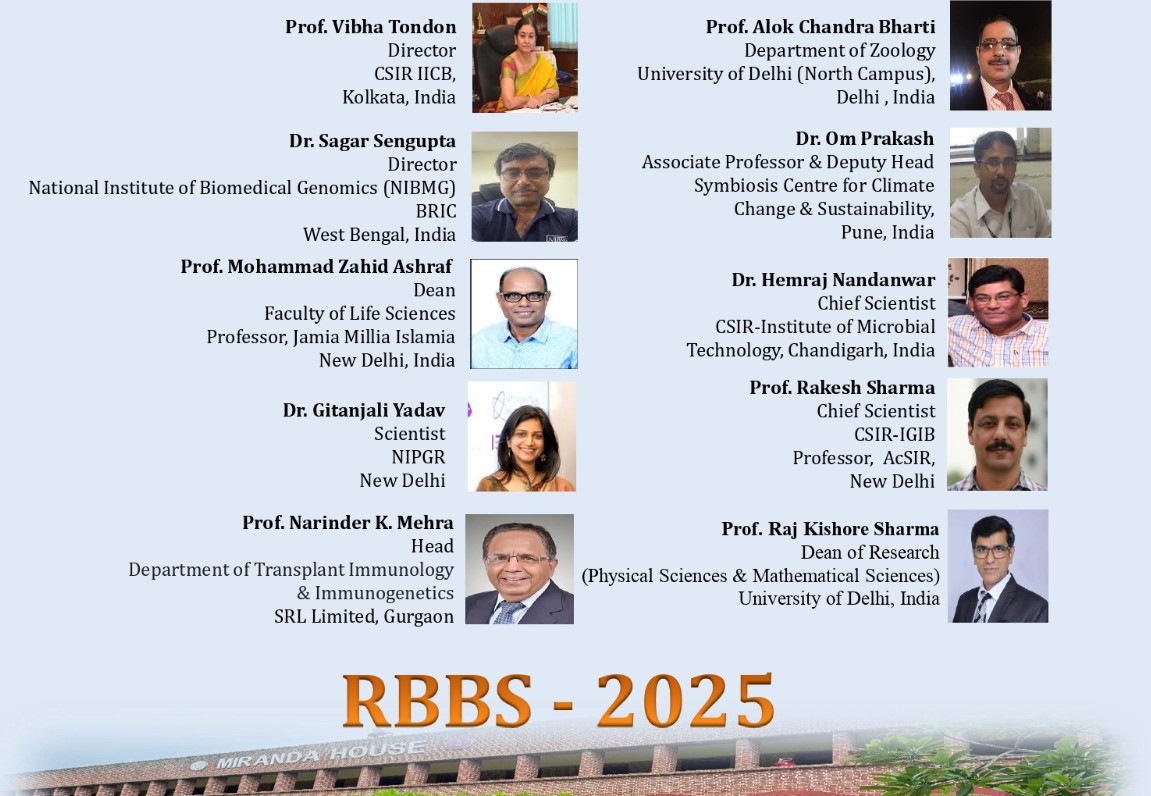 Prof. Vibha Tondon
Director
CSIR IICB,
Kolkata, India
Dr. Sagar Sengupta
Director
National Institute of Biomedical Genomics (NIBMG)
BRIC
West Bengal, India
Prof. Mohammad Zahid Ashraf
Dean
Faculty of Life Sciences
Professor, Jamia Millia Islamia
New Delhi, India
Dr. Gitanjali Yadav
Scientist
NIPGR
New Delhi
Prof. Narinder K. Mehra
Head
Department of Transplant Immunology
& Immunogenetics
SRL Limited, Gurgaon
Prof. Alok Chandra Bharti
Department of Zoology
University of Delhi (North Campus),
Delhi , India
Dr. Om Prakash
Associate Professor & Deputy Head
Symbiosis Centre for Climate
Change & Sustainability,
Pune, India
Dr. Hemraj Nandanwar
Chief Scientist
CSIR-Institute of Microbial
Technology, Chandigarh, India
Prof. Rakesh Sharma
Chief Scientist
CSIR-IGIB
Professor, AcSIR,
New Delhi
Prof. Raj Kishore Sharma
Dean of Research
(Physical Sciences & Mathematical Sciences)
University of Delhi, India
RBBS - 2025
MIRANDA HOUSE